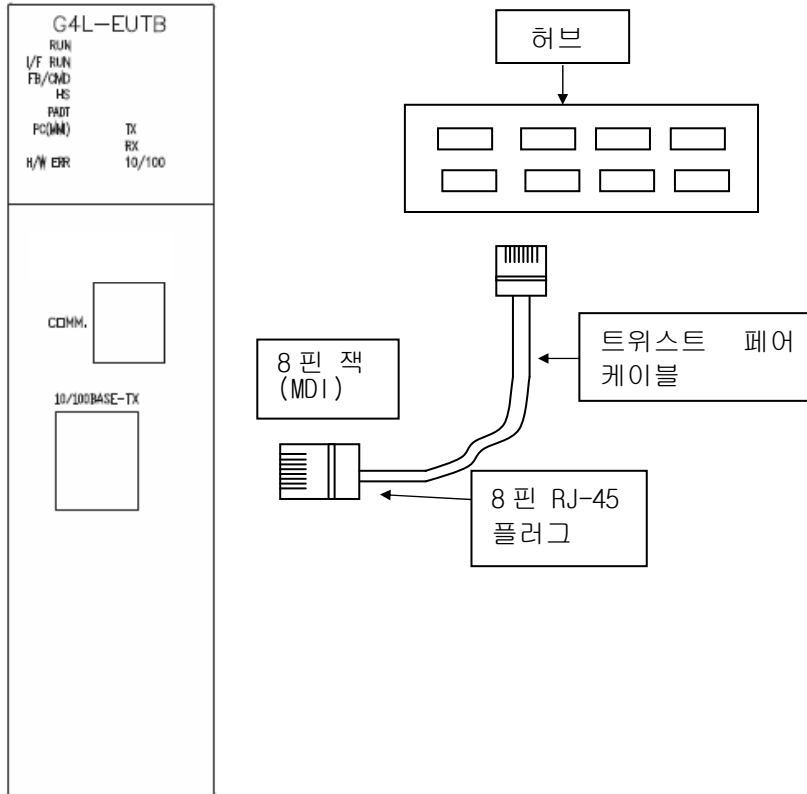 G4L-EUTB
RUN
I/F RUN
FB/CMD
HS
PADT
PC(MMI) TX
RX
H/W ERR 10/100
COMM.
10/100BASE-TX
허브
8핀 잭
(MDI)
트위스트 페어
케이블
8핀 RJ-45
플러그